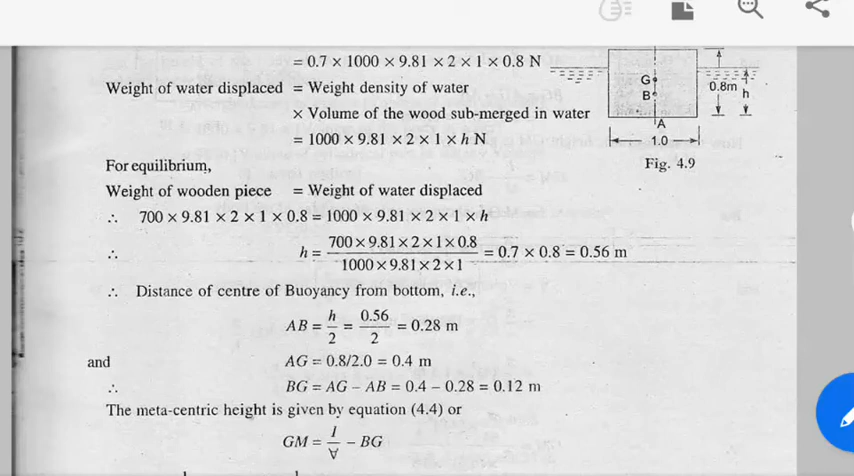 = 0.7 × 1000 × 9.81 × 2 × 1 × 0.8 N
Weight of water displaced = Weight density of water
× Volume of the wood sub-merged in water
= 1000 × 9.81 × 2 × 1 × h N
G
B
A
0.8m
h
1.0
Fig. 4.9
For equilibrium,
Weight of wooden piece = Weight of water displaced
∴ 700 × 9.81 × 2 × 1 × 0.8 = 1000 × 9.81 × 2 × 1 × h
∴ h = 700 × 9.81 × 2 × 1 × 0.8 / 1000 × 9.81 × 2 × 1 = 0.7 × 0.8 = 0.56 m
∴ Distance of centre of Buoyancy from bottom, i.e.,
AB = h/2 = 0.56/2 = 0.28 m
and AG = 0.8/2.0 = 0.4 m
∴ BG = AG – AB = 0.4 – 0.28 = 0.12 m
The meta-centric height is given by equation (4.4) or
GM = I/∀ – BG